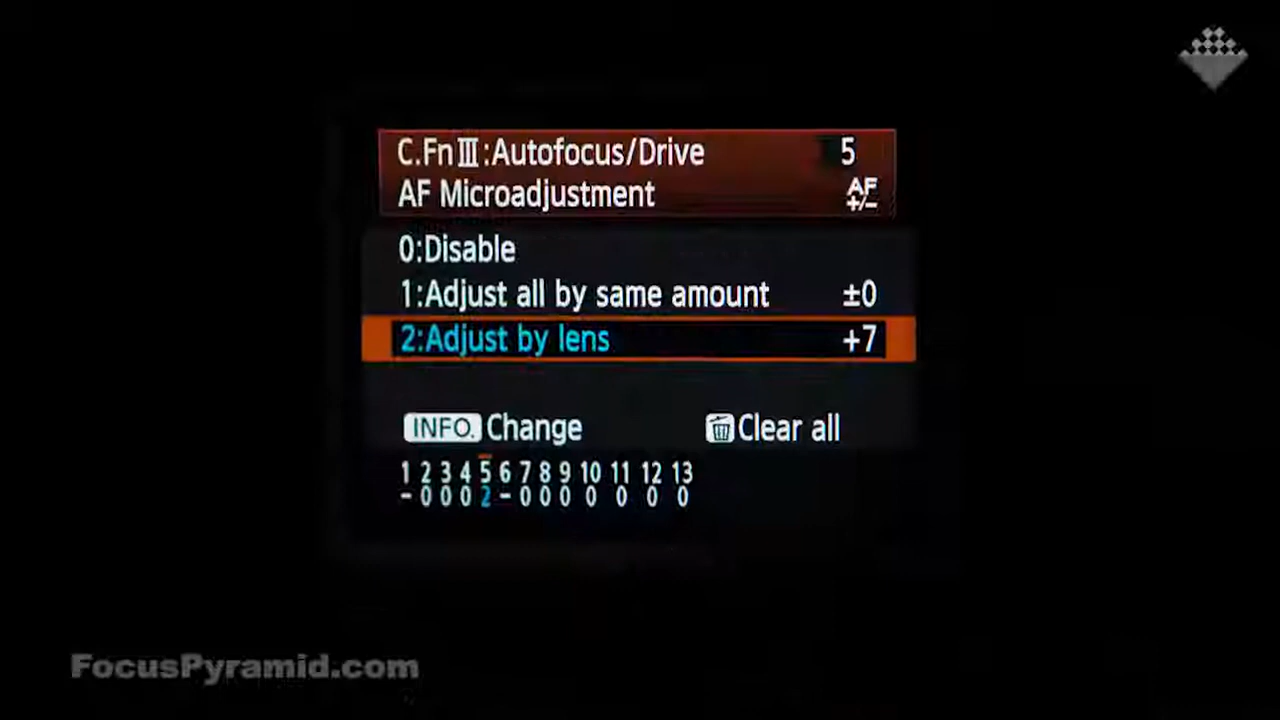 C.FnⅢ:Autofocus/Drive 5
AF Microadjustment AF +/−
0:Disable
1:Adjust all by same amount ±0
2:Adjust by lens +7
INFO. Change Clear all
1 2 3 4 5 6 7 8 9 10 11 12 13
– 0 0 0 2 – 0 0 0 0 0 0 0
FocusPyramid.com